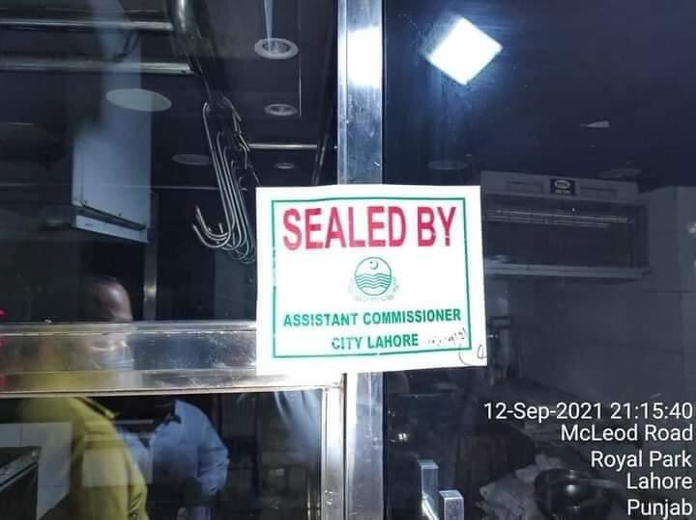 SEALED BY
ASSISTANT COMMISSIONER
CITY LAHORE
12-Sep-2021 21:15:40
McLeod Road
Royal Park
Lahore
Punjab